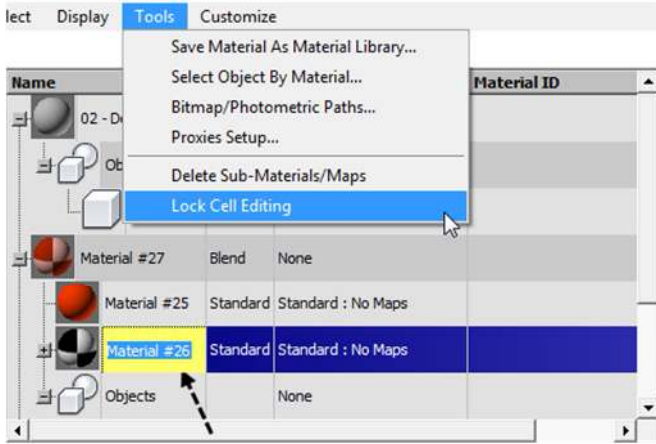 lect Display Tools Customize
Save Material As Material Library...
Select Object By Material...
Bitmap/Photometric Paths...
Proxies Setup...
Delete Sub-Materials/Maps
Lock Cell Editing
Name Material ID
02 - De
Ob
Material #27 Blend None
Material #25 Standard Standard : No Maps
Material #26 Standard Standard : No Maps
Objects None